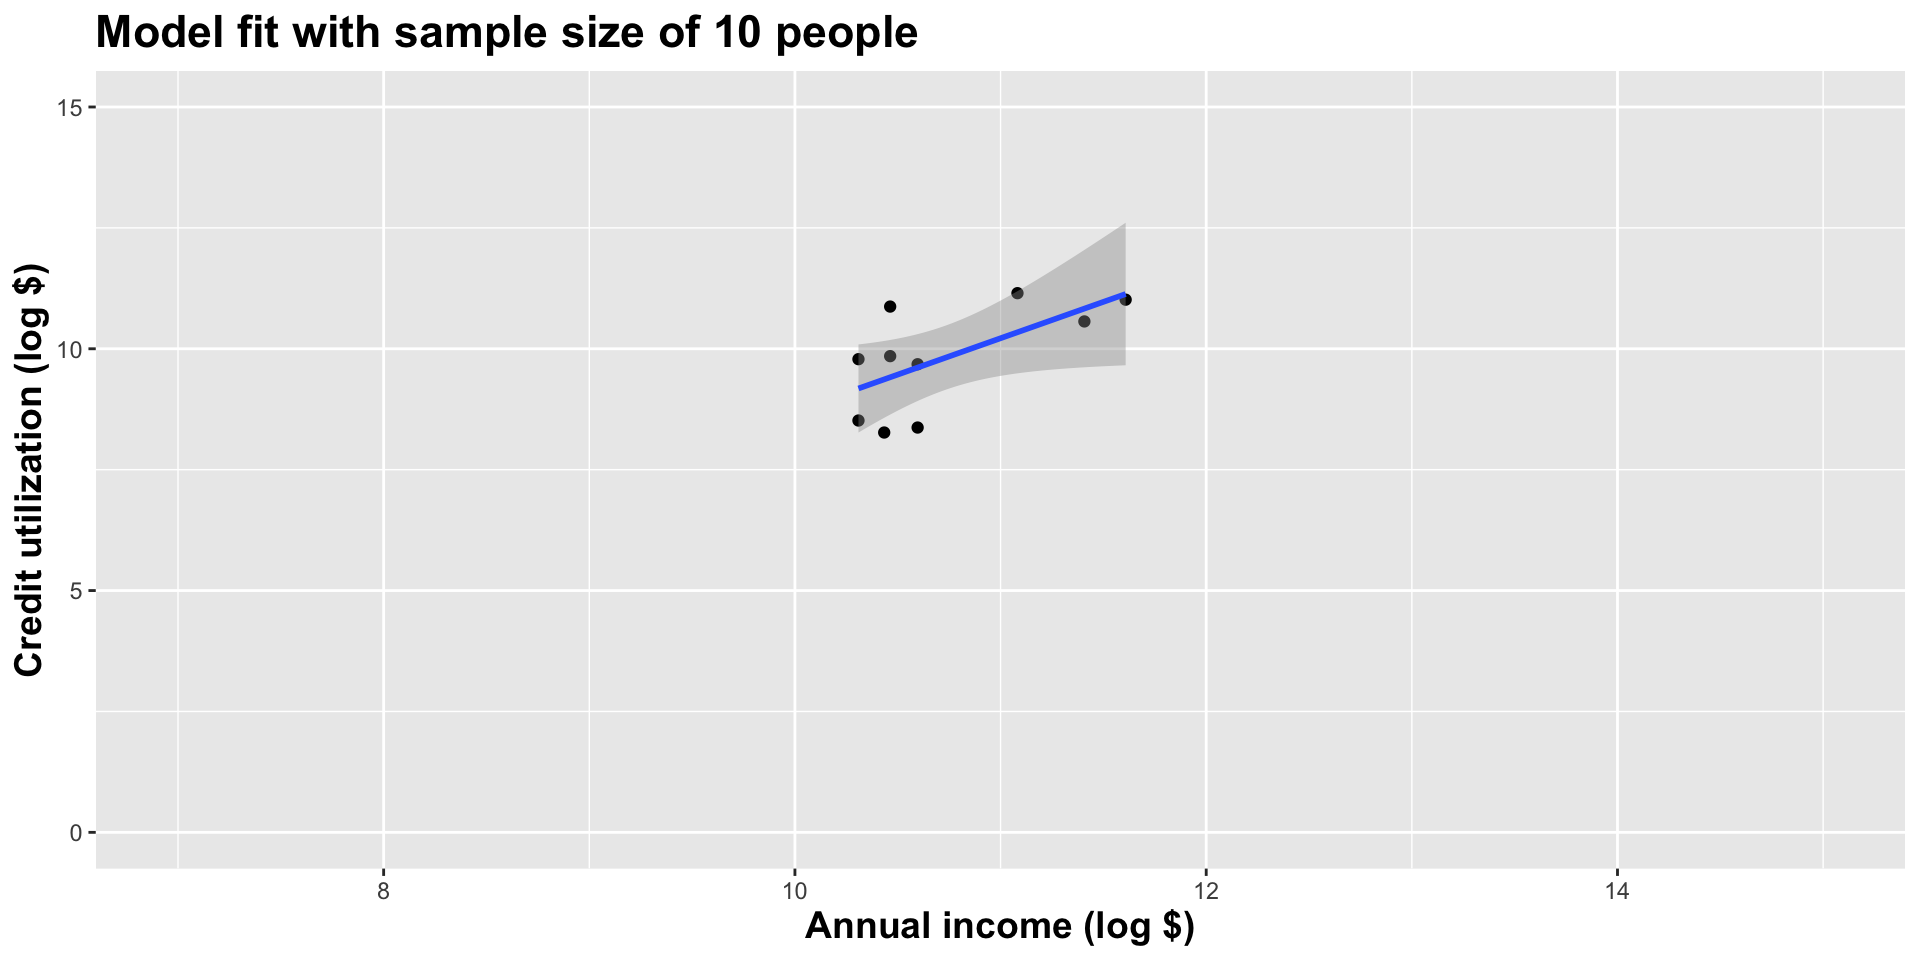 Model fit with sample size of 10 people
Credit utilization (log $)
15
10
5
0
8
10
12
14
Annual income (log $)